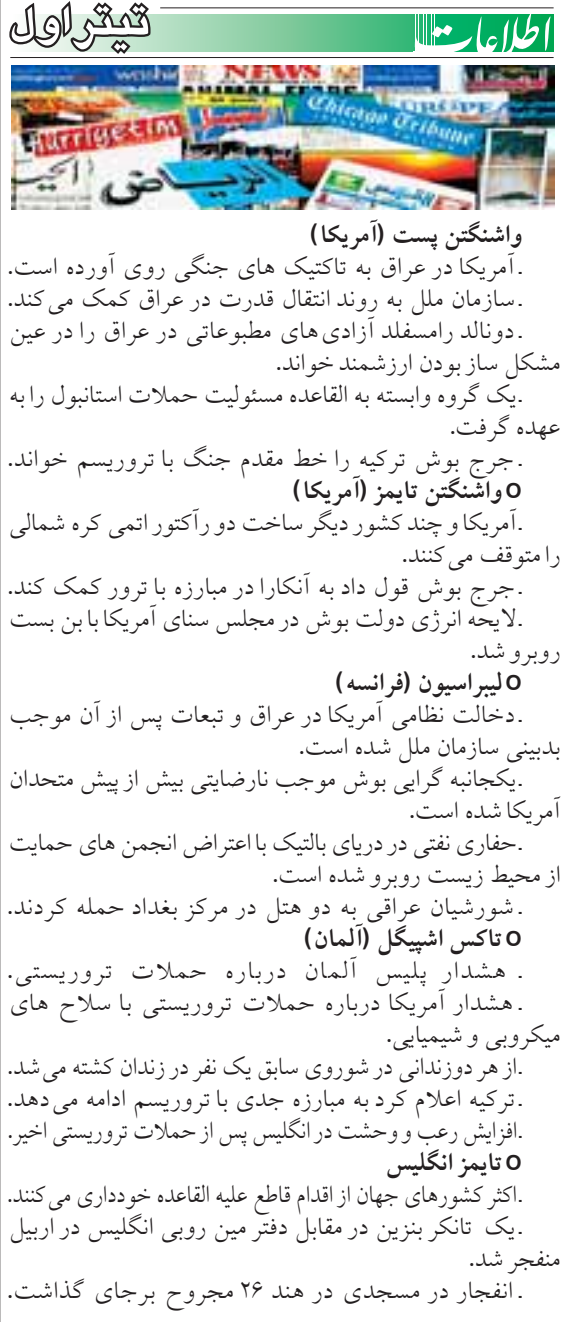 تیتر اول
اطلاعات
NEWS
ANIMAL FEARS
Chicago Tribune
EUROPE
Hürriyetim
الرياض
واشنگتن پست (آمریکا)
ـ آمریکا در عراق به تاکتیک های جنگی روی آورده است.
ـ سازمان ملل به روند انتقال قدرت در عراق کمک می کند.
ـ دونالد رامسفلد آزادی های مطبوعاتی در عراق را در عین
مشکل ساز بودن ارزشمند خواند.
ـ یک گروه وابسته به القاعده مسئولیت حملات استانبول را به
عهده گرفت.
ـ جرج بوش ترکیه را خط مقدم جنگ با تروریسم خواند.
o واشنگتن تایمز (آمریکا)
ـ آمریکا و چند کشور دیگر ساخت دو رآکتور اتمی کره شمالی
را متوقف می کنند.
ـ جرج بوش قول داد به آنکارا در مبارزه با ترور کمک کند.
ـ لایحه انرژی دولت بوش در مجلس سنای آمریکا با بن بست
روبرو شد.
o لیبراسیون (فرانسه)
ـ دخالت نظامی آمریکا در عراق و تبعات پس از آن موجب
بدبینی سازمان ملل شده است.
ـ یکجانبه گرایی بوش موجب نارضایتی بیش از پیش متحدان
آمریکا شده است.
ـ حفاری نفتی در دریای بالتیک با اعتراض انجمن های حمایت
از محیط زیست روبرو شده است.
ـ شورشیان عراقی به دو هتل در مرکز بغداد حمله کردند.
o تاکس اشپیگل (آلمان)
ـ هشدار پلیس آلمان درباره حملات تروریستی.
ـ هشدار آمریکا درباره حملات تروریستی با سلاح های
میکروبی و شیمیایی.
ـ از هر دوزندانی در شوروی سابق یک نفر در زندان کشته می شد.
ـ ترکیه اعلام کرد به مبارزه جدی با تروریسم ادامه می دهد.
ـ افزایش رعب و وحشت در انگلیس پس از حملات تروریستی اخیر.
o تایمز انگلیس
ـ اکثر کشورهای جهان از اقدام قاطع علیه القاعده خودداری می کنند.
ـ یک تانکر بنزین در مقابل دفتر مین روبی انگلیس در اربیل
منفجر شد.
ـ انفجار در مسجدی در هند ۲۶ مجروح برجای گذاشت.